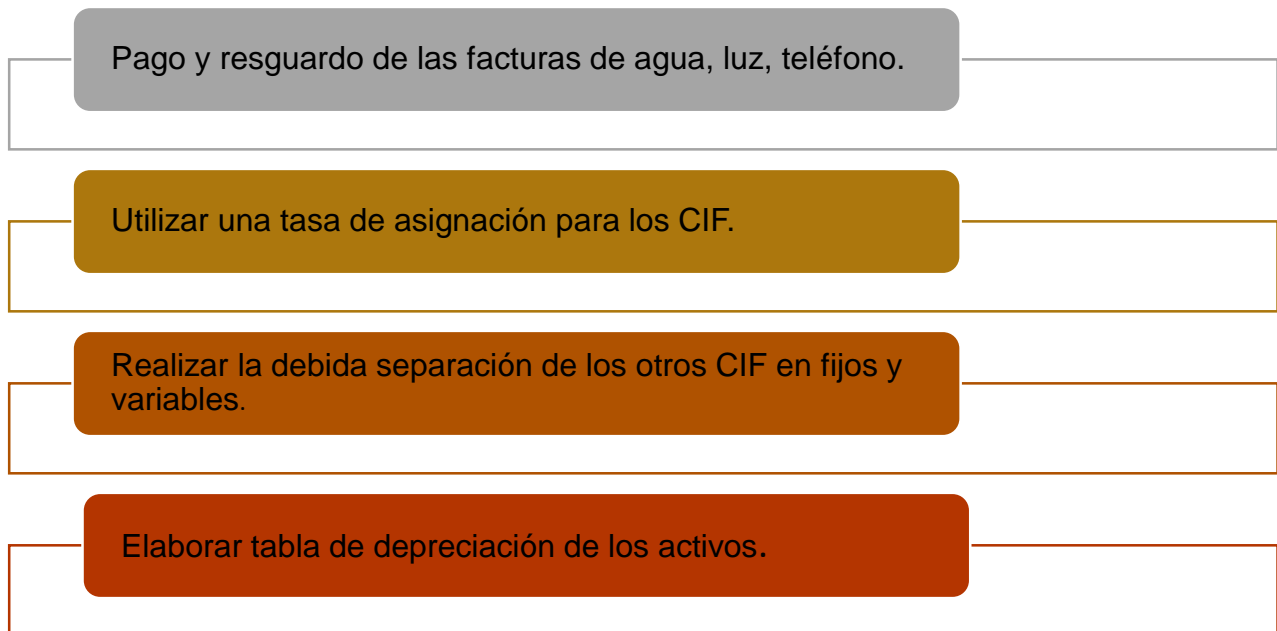 Pago y resguardo de las facturas de agua, luz, teléfono.
Utilizar una tasa de asignación para los CIF.
Realizar la debida separación de los otros CIF en fijos y
variables.
Elaborar tabla de depreciación de los activos.